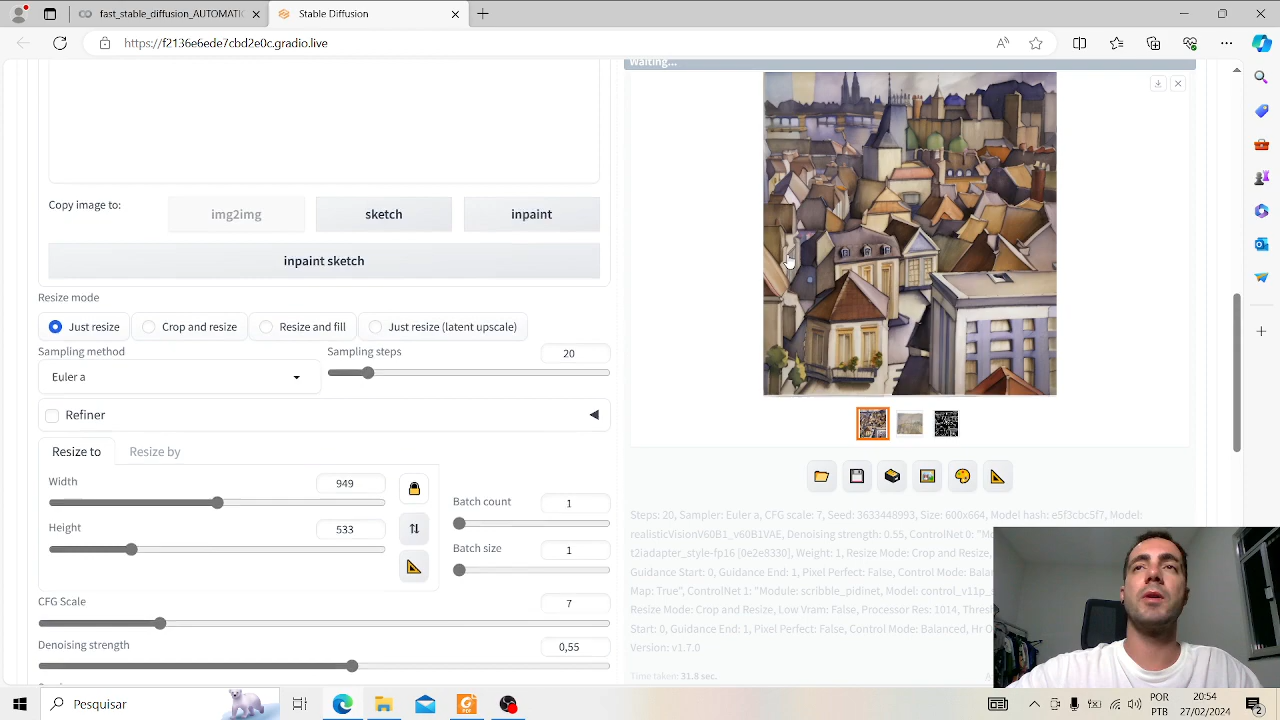 fast_stable_diffusion_AUTOMATIC
Stable Diffusion
https://cfd2f136e6ede7cd2e0c.gradio.live
Waiting...
Copy image to:
img2img
sketch
inpaint
inpaint sketch
Resize mode
Just resize
Crop and resize
Resize and fill
Just resize (latent upscale)
Sampling method
Sampling steps
20
Euler a
Refiner
Resize to
Resize by
Width
949
Height
533
Batch count
1
Batch size
1
CFG Scale
7
Denoising strength
0,55
Steps: 20, Sampler: Euler a, CFG scale: 7, Seed: 3633448993, Size: 600x664, Model hash: e5f3cbc5f7, Model:
realisticVisionV60B1_v60B1VAE, Denoising strength: 0.55, ControlNet 0: "Mo
t2iadapter_style-fp16 [0e2e8330], Weight: 1, Resize Mode: Crop and Resize,
Guidance Start: 0, Guidance End: 1, Pixel Perfect: False, Control Mode: Balan
Map: True", ControlNet 1: "Module: scribble_pidinet, Model: control_v11p_s
Resize Mode: Crop and Resize, Low Vram: False, Processor Res: 1014, Thresh
Start: 0, Guidance End: 1, Pixel Perfect: False, Control Mode: Balanced, Hr O
Version: v1.7.0
Time taken: 31.8 sec.
Pesquisar
POR
PTB2
20:54
27/02/2024
2